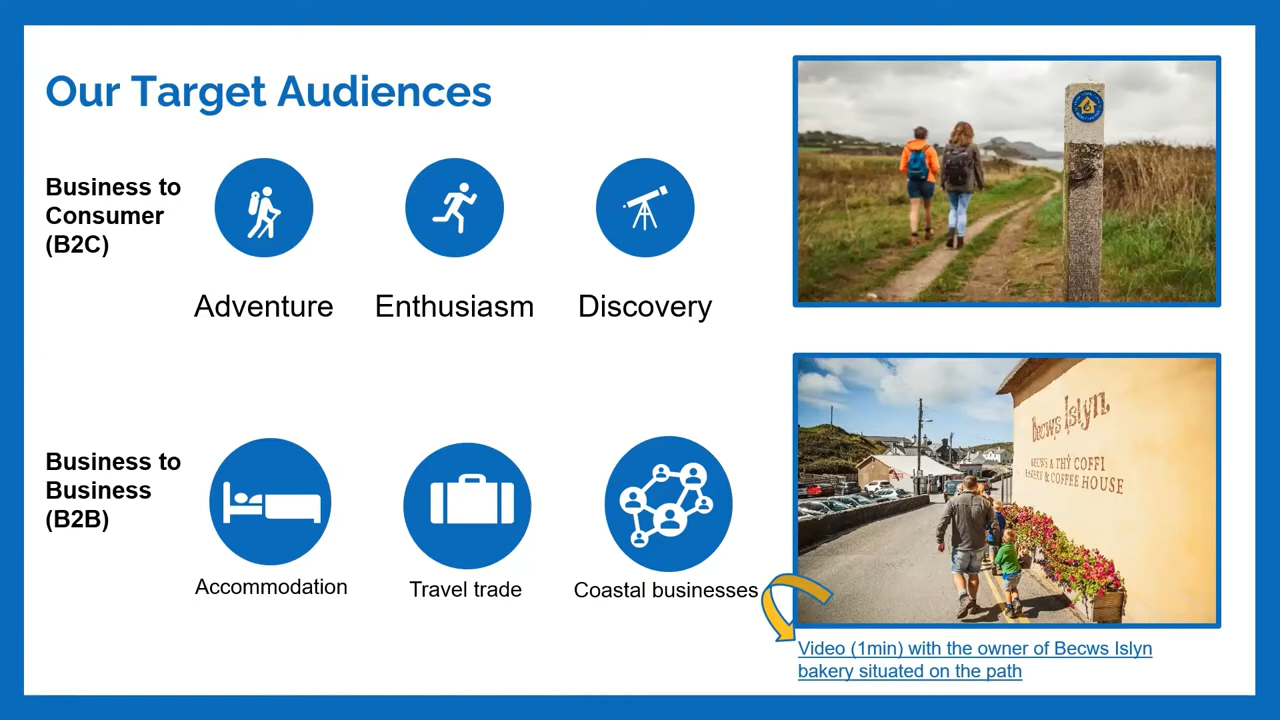 Our Target Audiences
Business to
Consumer
(B2C)
Adventure
Enthusiasm
Discovery
Business to
Business
(B2B)
Accommodation
Travel trade
Coastal businesses
Becws Islyn
BECWS A THŶ COFFI
BAKERY & COFFEE HOUSE
Video (1min) with the owner of Becws Islyn
bakery situated on the path